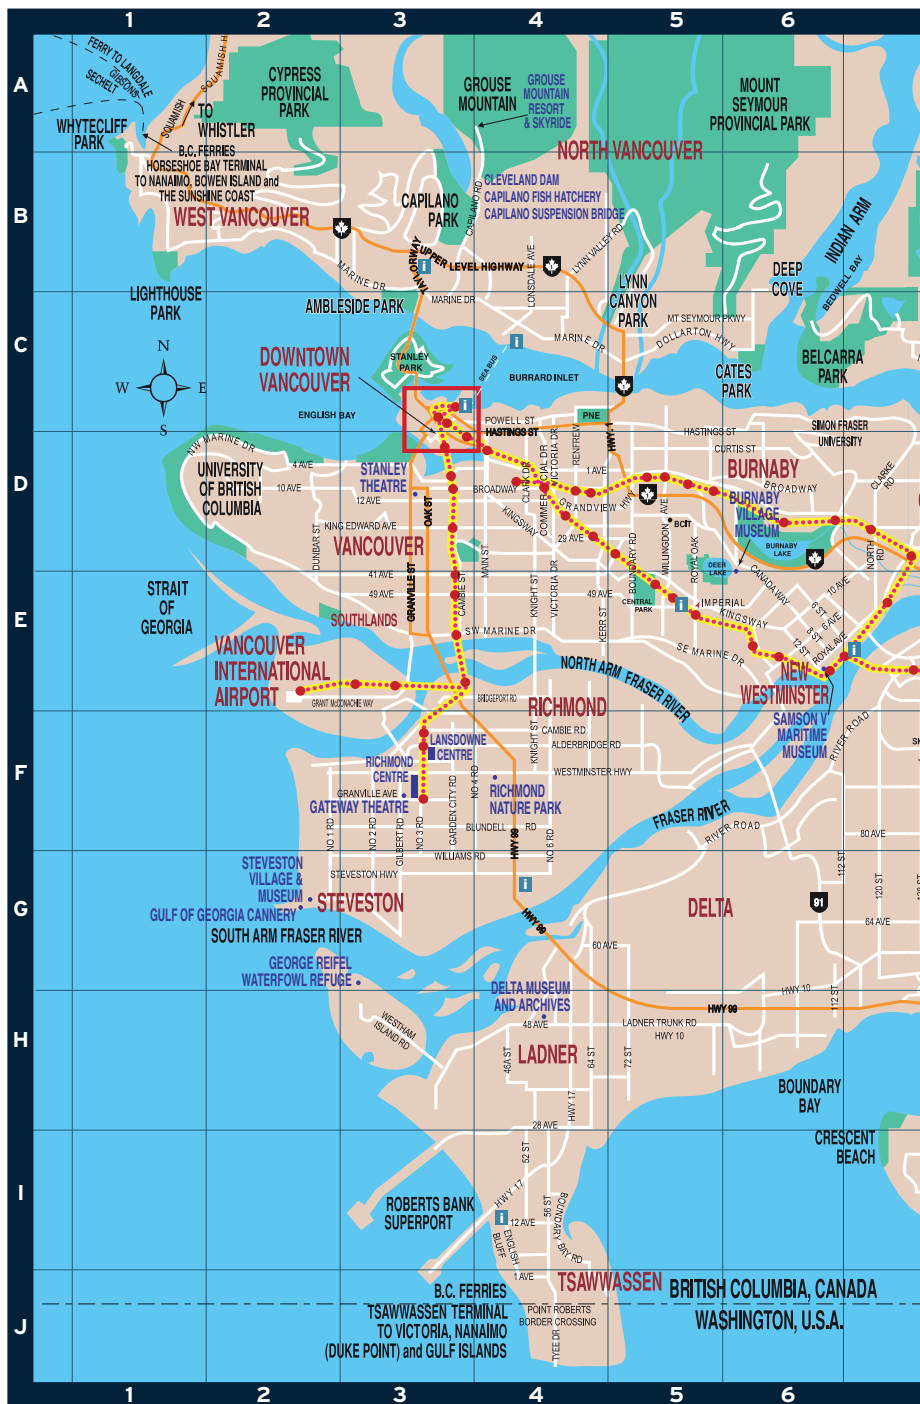 1 2 3 4 5 6
A
FERRY TO LANGDALE
GIBSONS
SECHELT
SQUAMISH H
SQUAMISH
TO
WHISTLER
CYPRESS
PROVINCIAL
PARK
GROUSE
MOUNTAIN
GROUSE
MOUNTAIN
RESORT
& SKYRIDE
MOUNT
SEYMOUR
PROVINCIAL PARK
WHYTECLIFF
PARK
B.C. FERRIES
HORSESHOE BAY TERMINAL
TO NANAIMO, BOWEN ISLAND and
THE SUNSHINE COAST
NORTH VANCOUVER
B
WEST VANCOUVER
CAPILANO
PARK
CAPILANO RD
CLEVELAND DAM
CAPILANO FISH HATCHERY
CAPILANO SUSPENSION BRIDGE
INDIAN ARM
BEDWELL BAY
DEEP
COVE
1
UPPER LEVEL HIGHWAY
TAYLORWAY
LONSDALE AVE
LYNN VALLEY RD
1
i
MARINE DR
LYNN
CANYON
PARK
LIGHTHOUSE
PARK
AMBLESIDE PARK
MARINE DR
C
MT SEYMOUR PKWY
DOLLARTON HWY
MARINE DR
i
N
W E
S
DOWNTOWN
VANCOUVER
STANLEY
PARK
SEA BUS
BURRARD INLET
CATES
PARK
BELCARRA
PARK
1
ENGLISH BAY
i
POWELL ST
HASTINGS ST
PNE
HWY. 1
HASTINGS ST
SIMON FRASER
UNIVERSITY
CURTIS ST
D
NW MARINE DR
UNIVERSITY
OF BRITISH
COLUMBIA
4 AVE
10 AVE
12 AVE
STANLEY
THEATRE
BROADWAY
CLARK DR
COMMERCIAL DR
VICTORIA DR
RENFREW
1 AVE
GRANDVIEW
HWY
BURNABY
BROADWAY
CLARKE
RD
BURNABY
VILLAGE
MUSEUM
1
OAK ST
KING EDWARD AVE
DUNBAR ST
VANCOUVER
KINGSWAY
29 AVE
MAIN ST
WILLINGDON AVE
BCIT
BOUNDARY RD
ROYAL OAK
DEER
LAKE
BURNABY
LAKE
1
NORTH
RD
E
STRAIT
OF
GEORGIA
41 AVE
49 AVE
GRANVILLE ST
CAMBIE ST
KNIGHT ST
VICTORIA DR
49 AVE
KERR ST
CENTRAL
PARK
i
IMPERIAL
KINGSWAY
CANADA WAY
10 AVE
6 ST
6 AVE
8 ST
12 ST
ROYAL AVE
i
SOUTHLANDS
SW MARINE DR
SE MARINE DR
VANCOUVER
INTERNATIONAL
AIRPORT
GRANT McCONACHIE WAY
NORTH ARM FRASER RIVER
NEW
WESTMINSTER
BRIDGEPORT RD
RICHMOND
SAMSON V
MARITIME
MUSEUM
RIVER ROAD
F
CAMBIE RD
ALDERBRIDGE RD
KNIGHT ST
WESTMINSTER HWY
LANSDOWNE
CENTRE
RICHMOND
CENTRE
GRANVILLE AVE
GATEWAY THEATRE
RICHMOND
NATURE PARK
NO 4 RD
GARDEN CITY RD
NO 1 RD
NO 2 RD
GILBERT RD
NO 3 RD
BLUNDELL RD
HWY 99
NO 6 RD
FRASER RIVER
RIVER ROAD
80 AVE
WILLIAMS RD
STEVESTON HWY
112 ST
120 ST
G
STEVESTON
VILLAGE &
MUSEUM
GULF OF GEORGIA CANNERY
STEVESTON
i
HWY 99
DELTA
91
64 AVE
SOUTH ARM FRASER RIVER
60 AVE
GEORGE REIFEL
WATERFOWL REFUGE
DELTA MUSEUM
AND ARCHIVES
HWY 10
112 ST
H
WESTHAM
ISLAND RD
48 AVE
LADNER TRUNK RD
HWY 10
HWY 99
LADNER
46A ST
64 ST
72 ST
HWY 17
BOUNDARY
BAY
28 AVE
CRESCENT
BEACH
I
52 ST
HWY 17
ROBERTS BANK
SUPERPORT
i
12 AVE
56 ST
BOUNDARY
BAY RD
ENGLISH
BLUFF
1 AVE
TSAWWASSEN
BRITISH COLUMBIA, CANADA
J
B.C. FERRIES
TSAWWASSEN TERMINAL
TO VICTORIA, NANAIMO
(DUKE POINT) and GULF ISLANDS
POINT ROBERTS
BORDER CROSSING
TYEE DR
WASHINGTON, U.S.A.
1 2 3 4 5 6